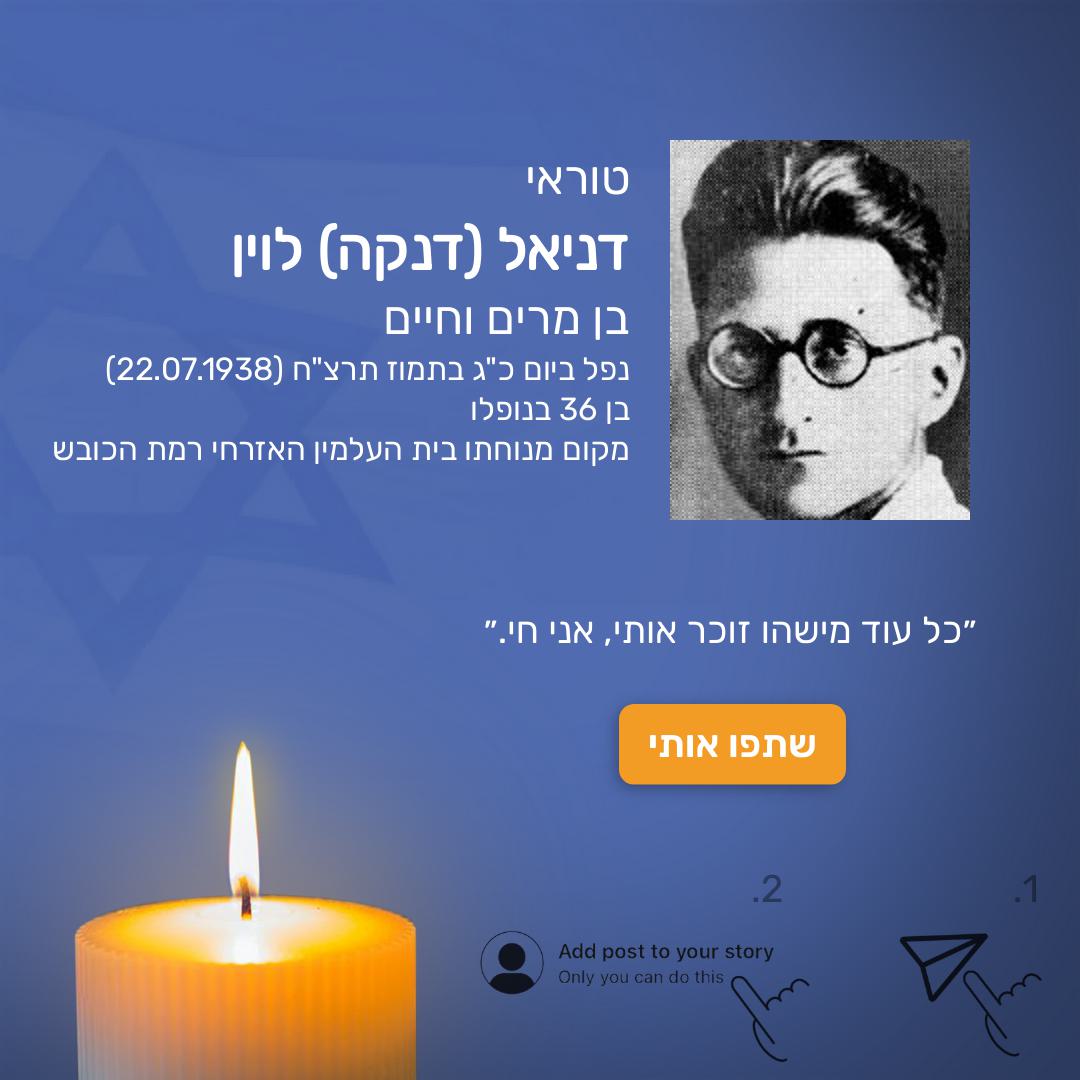 טוראי
דניאל (דנקה) לוין
בן מרים וחיים
נפל ביום כ"ג בתמוז תרצ"ח (22.07.1938)
בן 36 בנופלו
מקום מנוחתו בית העלמין האזרחי רמת הכובש
״כל עוד מישהו זוכר אותי, אני חי.״
שתפו אותי
1.
2.
Add post to your story
Only you can do this